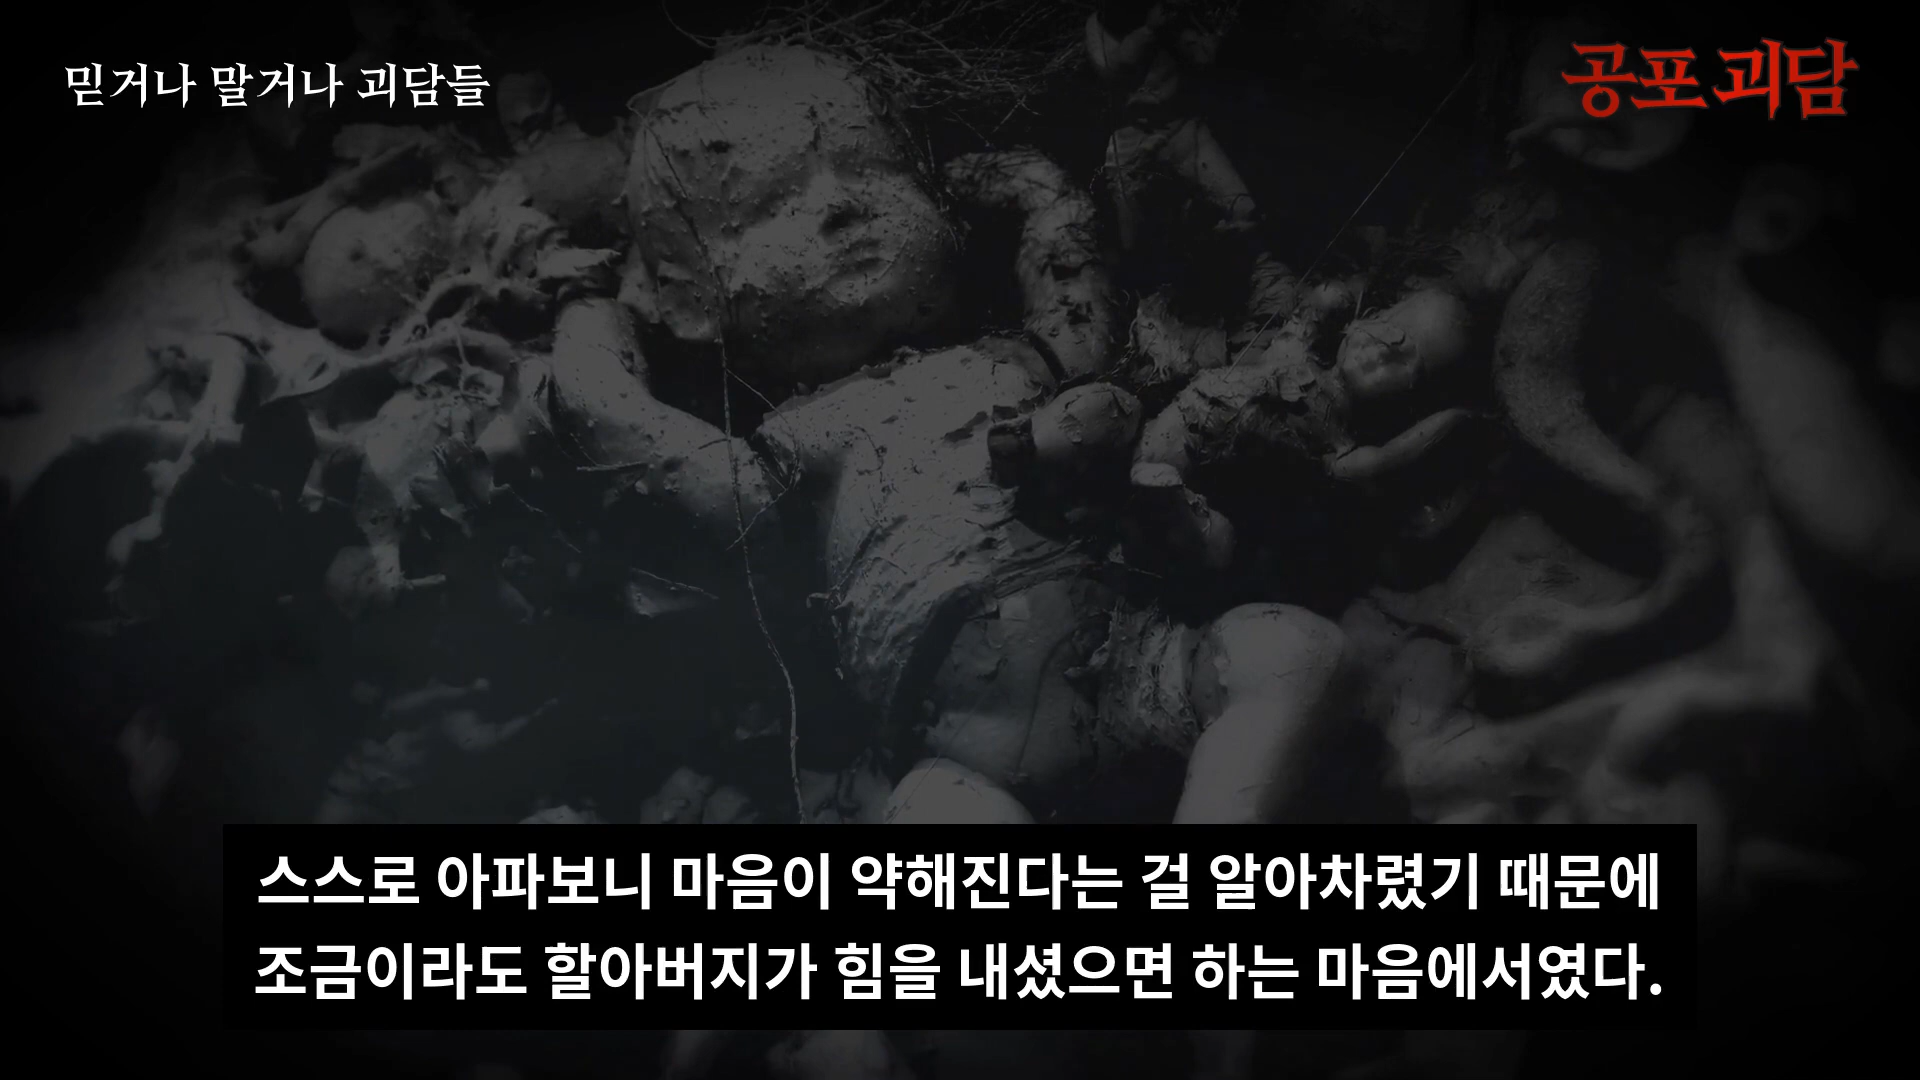 믿거나 말거나 괴담들
공포 괴담
스스로 아파보니 마음이 약해진다는 걸 알아차렸기 때문에
조금이라도 할아버지가 힘을 내셨으면 하는 마음에서였다.